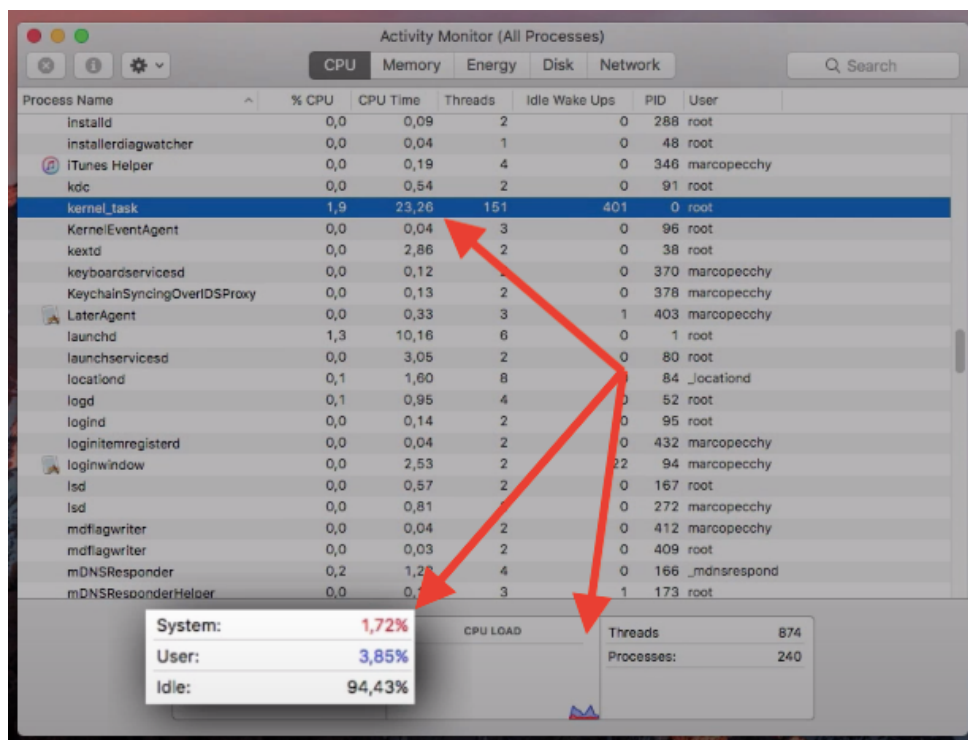 Activity Monitor (All Processes)
CPU Memory Energy Disk Network Search
Process Name % CPU CPU Time Threads Idle Wake Ups PID User
installd 0,0 0,09 2 0 288 root
installerdiagwatcher 0,0 0,04 1 0 48 root
iTunes Helper 0,0 0,19 4 0 346 marcopecchy
kdc 0,0 0,54 2 0 91 root
kernel_task 1,9 23,26 151 401 0 root
KernelEventAgent 0,0 0,04 3 0 96 root
kextd 0,0 2,86 2 0 38 root
keyboardservicesd 0,0 0,12 0 370 marcopecchy
KeychainSyncingOverIDSProxy 0,0 0,13 2 0 378 marcopecchy
LaterAgent 0,0 0,33 3 1 403 marcopecchy
launchd 1,3 10,16 6 0 1 root
launchservicesd 0,0 3,05 2 0 80 root
locationd 0,1 1,60 8 84 _locationd
logd 0,1 0,95 4 0 52 root
logind 0,0 0,14 2 0 95 root
loginitemregisterd 0,0 0,04 2 0 432 marcopecchy
loginwindow 0,0 2,53 2 22 94 marcopecchy
lsd 0,0 0,57 2 0 167 root
lsd 0,0 0,81 0 272 marcopecchy
mdflagwriter 0,0 0,04 2 0 412 marcopecchy
mdflagwriter 0,0 0,03 2 0 409 root
mDNSResponder 0,2 4 0 166 _mdnsrespond
mDNSResponderHelper 0,0 3 1 173 root
System: 1,72% CPU LOAD Threads 874
User: 3,85% Processes: 240
Idle: 94,43%